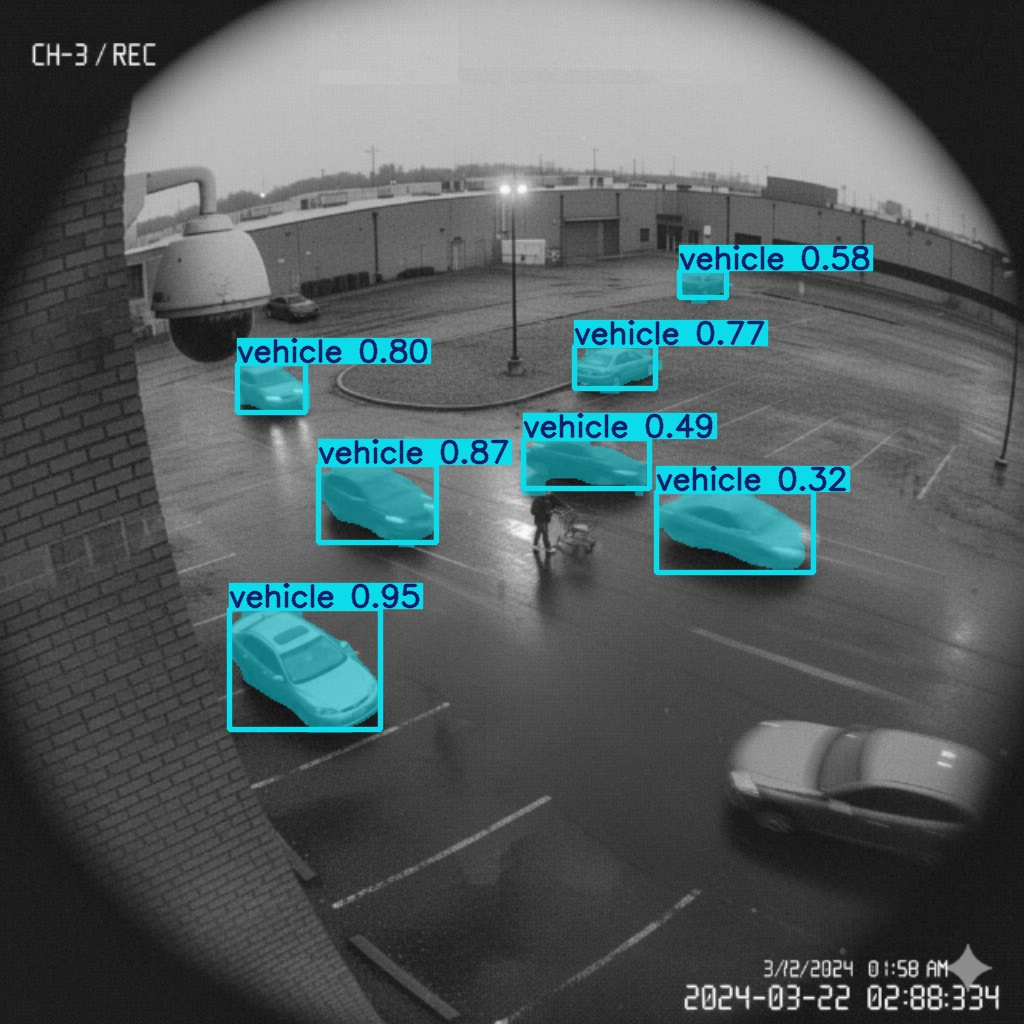 CH-3 / REC
vehicle 0.58
vehicle 0.77
vehicle 0.80
vehicle 0.49
vehicle 0.87
vehicle 0.32
vehicle 0.95
3/12/2024 01:58 AM
2024-03-22 02:88:334